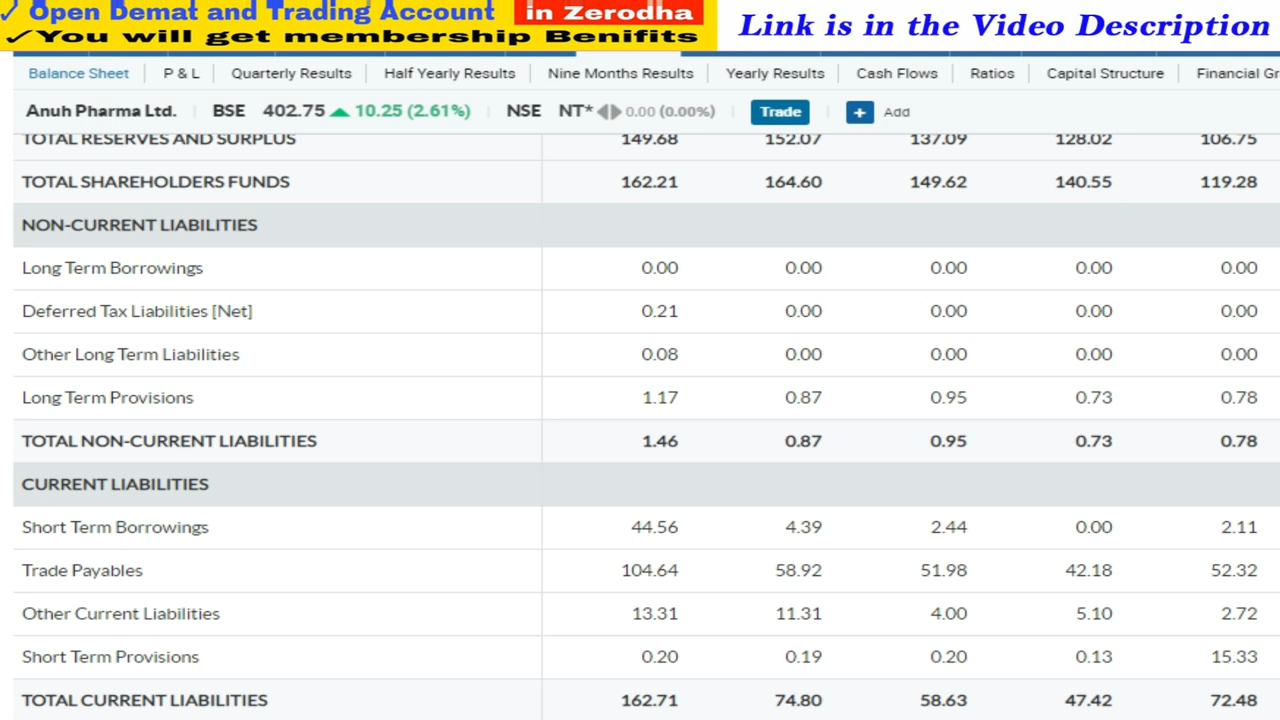 ✓ Open Demat and Trading Account in Zerodha
✓You will get membership Benifits
Link is in the Video Description
Balance Sheet P & L Quarterly Results Half Yearly Results Nine Months Results Yearly Results Cash Flows Ratios Capital Structure Financial Gr
Anuh Pharma Ltd. BSE 402.75 10.25 (2.61%) NSE NT* 0.00 (0.00%) Trade + Add
TOTAL RESERVES AND SURPLUS 149.68 152.07 137.09 128.02 106.75
TOTAL SHAREHOLDERS FUNDS 162.21 164.60 149.62 140.55 119.28
NON-CURRENT LIABILITIES
Long Term Borrowings 0.00 0.00 0.00 0.00 0.00
Deferred Tax Liabilities [Net] 0.21 0.00 0.00 0.00 0.00
Other Long Term Liabilities 0.08 0.00 0.00 0.00 0.00
Long Term Provisions 1.17 0.87 0.95 0.73 0.78
TOTAL NON-CURRENT LIABILITIES 1.46 0.87 0.95 0.73 0.78
CURRENT LIABILITIES
Short Term Borrowings 44.56 4.39 2.44 0.00 2.11
Trade Payables 104.64 58.92 51.98 42.18 52.32
Other Current Liabilities 13.31 11.31 4.00 5.10 2.72
Short Term Provisions 0.20 0.19 0.20 0.13 15.33
TOTAL CURRENT LIABILITIES 162.71 74.80 58.63 47.42 72.48